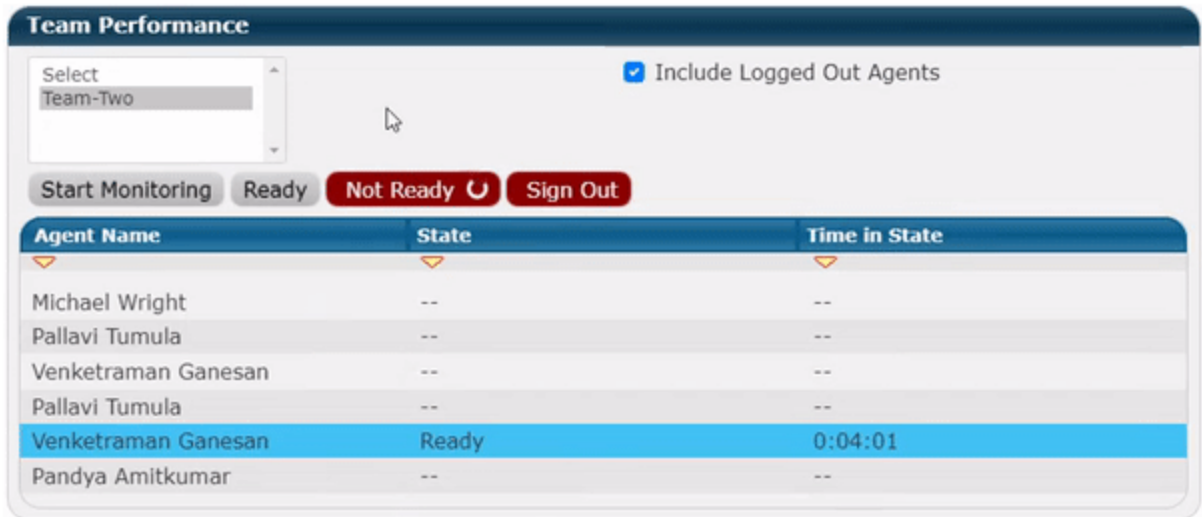 Team Performance
Select
Team-Two
Include Logged Out Agents
Start Monitoring Ready Not Ready Sign Out
Agent Name State Time in State
Michael Wright -- --
Pallavi Tumula -- --
Venketraman Ganesan -- --
Pallavi Tumula -- --
Venketraman Ganesan Ready 0:04:01
Pandya Amitkumar -- --